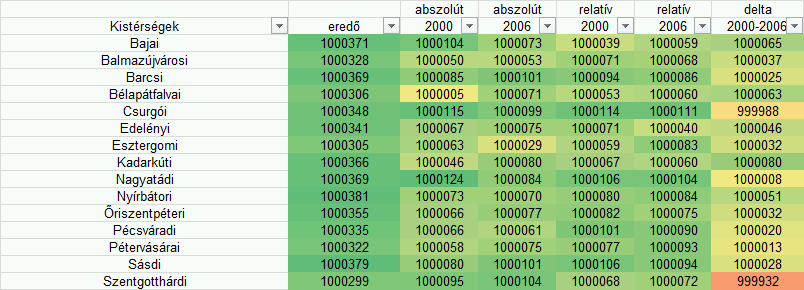 abszolút abszolút relatív relatív delta
Kistérségek eredő 2000 2006 2000 2006 2000-2006
Bajai 1000371 1000104 1000073 1000039 1000059 1000065
Balmazújvárosi 1000328 1000050 1000053 1000071 1000068 1000037
Barcsi 1000369 1000085 1000101 1000094 1000086 1000025
Bélapátfalvai 1000306 1000005 1000071 1000053 1000060 1000063
Csurgói 1000348 1000115 1000099 1000114 1000111 999988
Edelényi 1000341 1000067 1000075 1000071 1000040 1000046
Esztergomi 1000305 1000063 1000029 1000059 1000083 1000032
Kadarkúti 1000366 1000046 1000080 1000067 1000060 1000080
Nagyatádi 1000369 1000124 1000084 1000106 1000104 1000008
Nyírbátori 1000381 1000073 1000070 1000080 1000084 1000051
Őriszentpéteri 1000355 1000066 1000077 1000082 1000075 1000032
Pécsváradi 1000335 1000066 1000061 1000101 1000090 1000020
Pétervásárai 1000322 1000058 1000075 1000077 1000093 1000013
Sásdi 1000379 1000080 1000101 1000106 1000094 1000028
Szentgotthárdi 1000299 1000095 1000104 1000068 1000072 999932